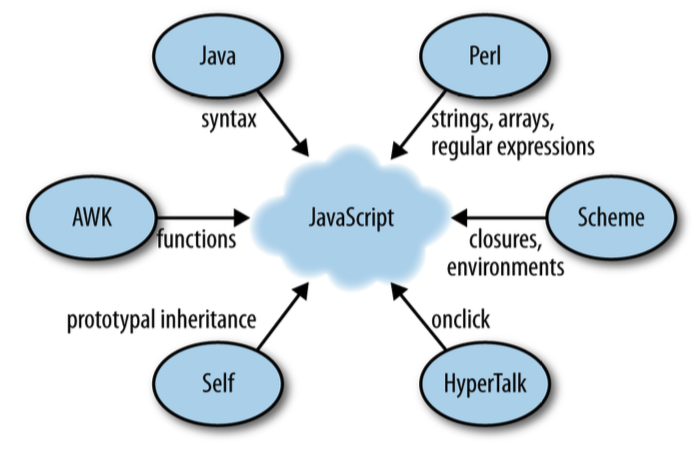 Java
Perl
syntax
strings, arrays,
regular expressions
AWK
functions
JavaScript
Scheme
closures,
environments
prototypal inheritance
onclick
Self
HyperTalk